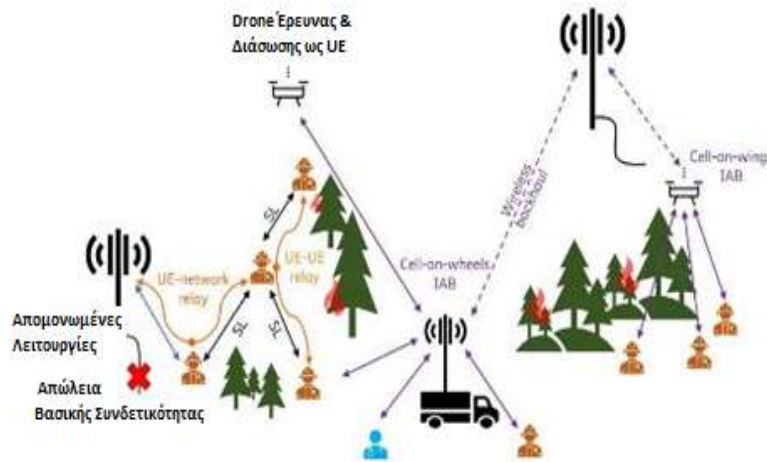 Drone Έρευνας &
Διάσωσης ως UE
Cell-on-wing
IAB
Wireless
backhaul
SL
UE-UE
relay
Cell-on-wheels
IAB
UE-network
relay
SL
SL
Απομονωμένες
Λειτουργίες
Απώλεια
Βασικής Συνδετικότητας